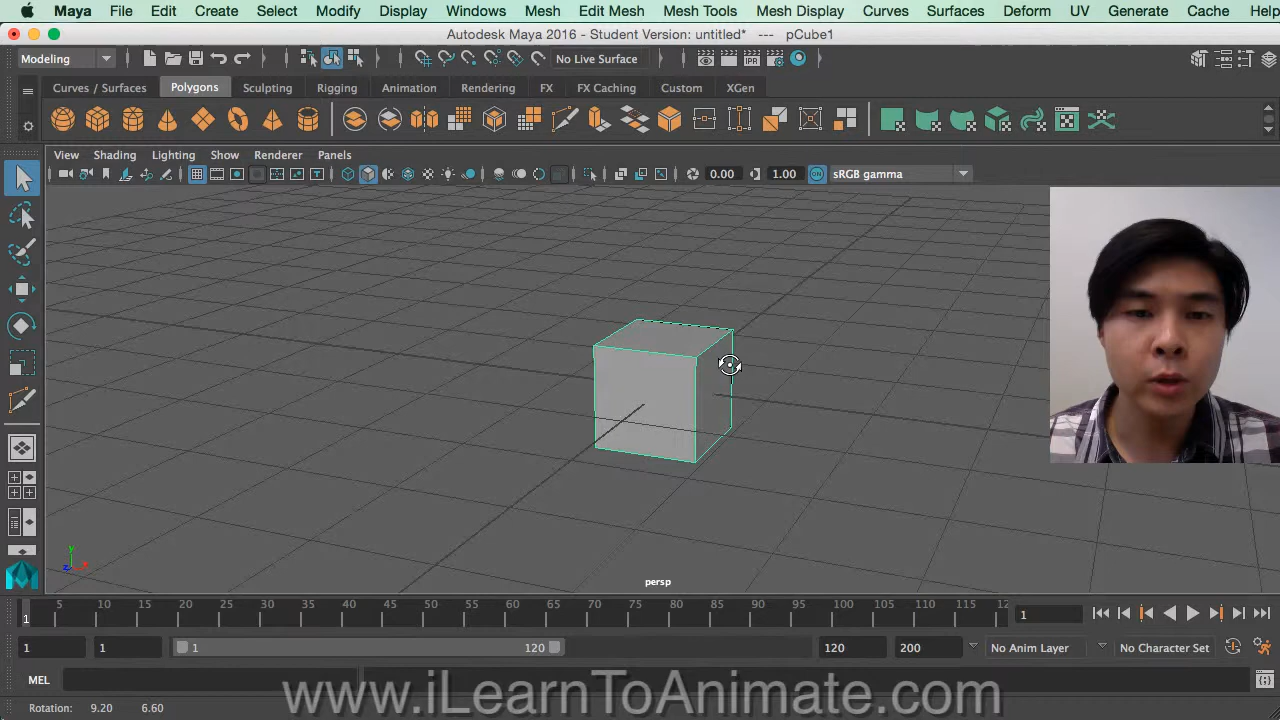 Maya File Edit Create Select Modify Display Windows Mesh Edit Mesh Mesh Tools Mesh Display Curves Surfaces Deform UV Generate Cache Help
Autodesk Maya 2016 - Student Version: untitled* --- pCube1
Modeling No Live Surface
Curves / Surfaces Polygons Sculpting Rigging Animation Rendering FX FX Caching Custom XGen
View Shading Lighting Show Renderer Panels
0.00 1.00 ON sRGB gamma
y
z x
persp
5 10 15 20 25 30 35 40 45 50 55 60 65 70 75 80 85 90 95 100 105 110 115 12
1 1
1 1 1 120 120 200 No Anim Layer No Character Set
MEL
www.iLearnToAnimate.com
Rotation: 9.20 6.60